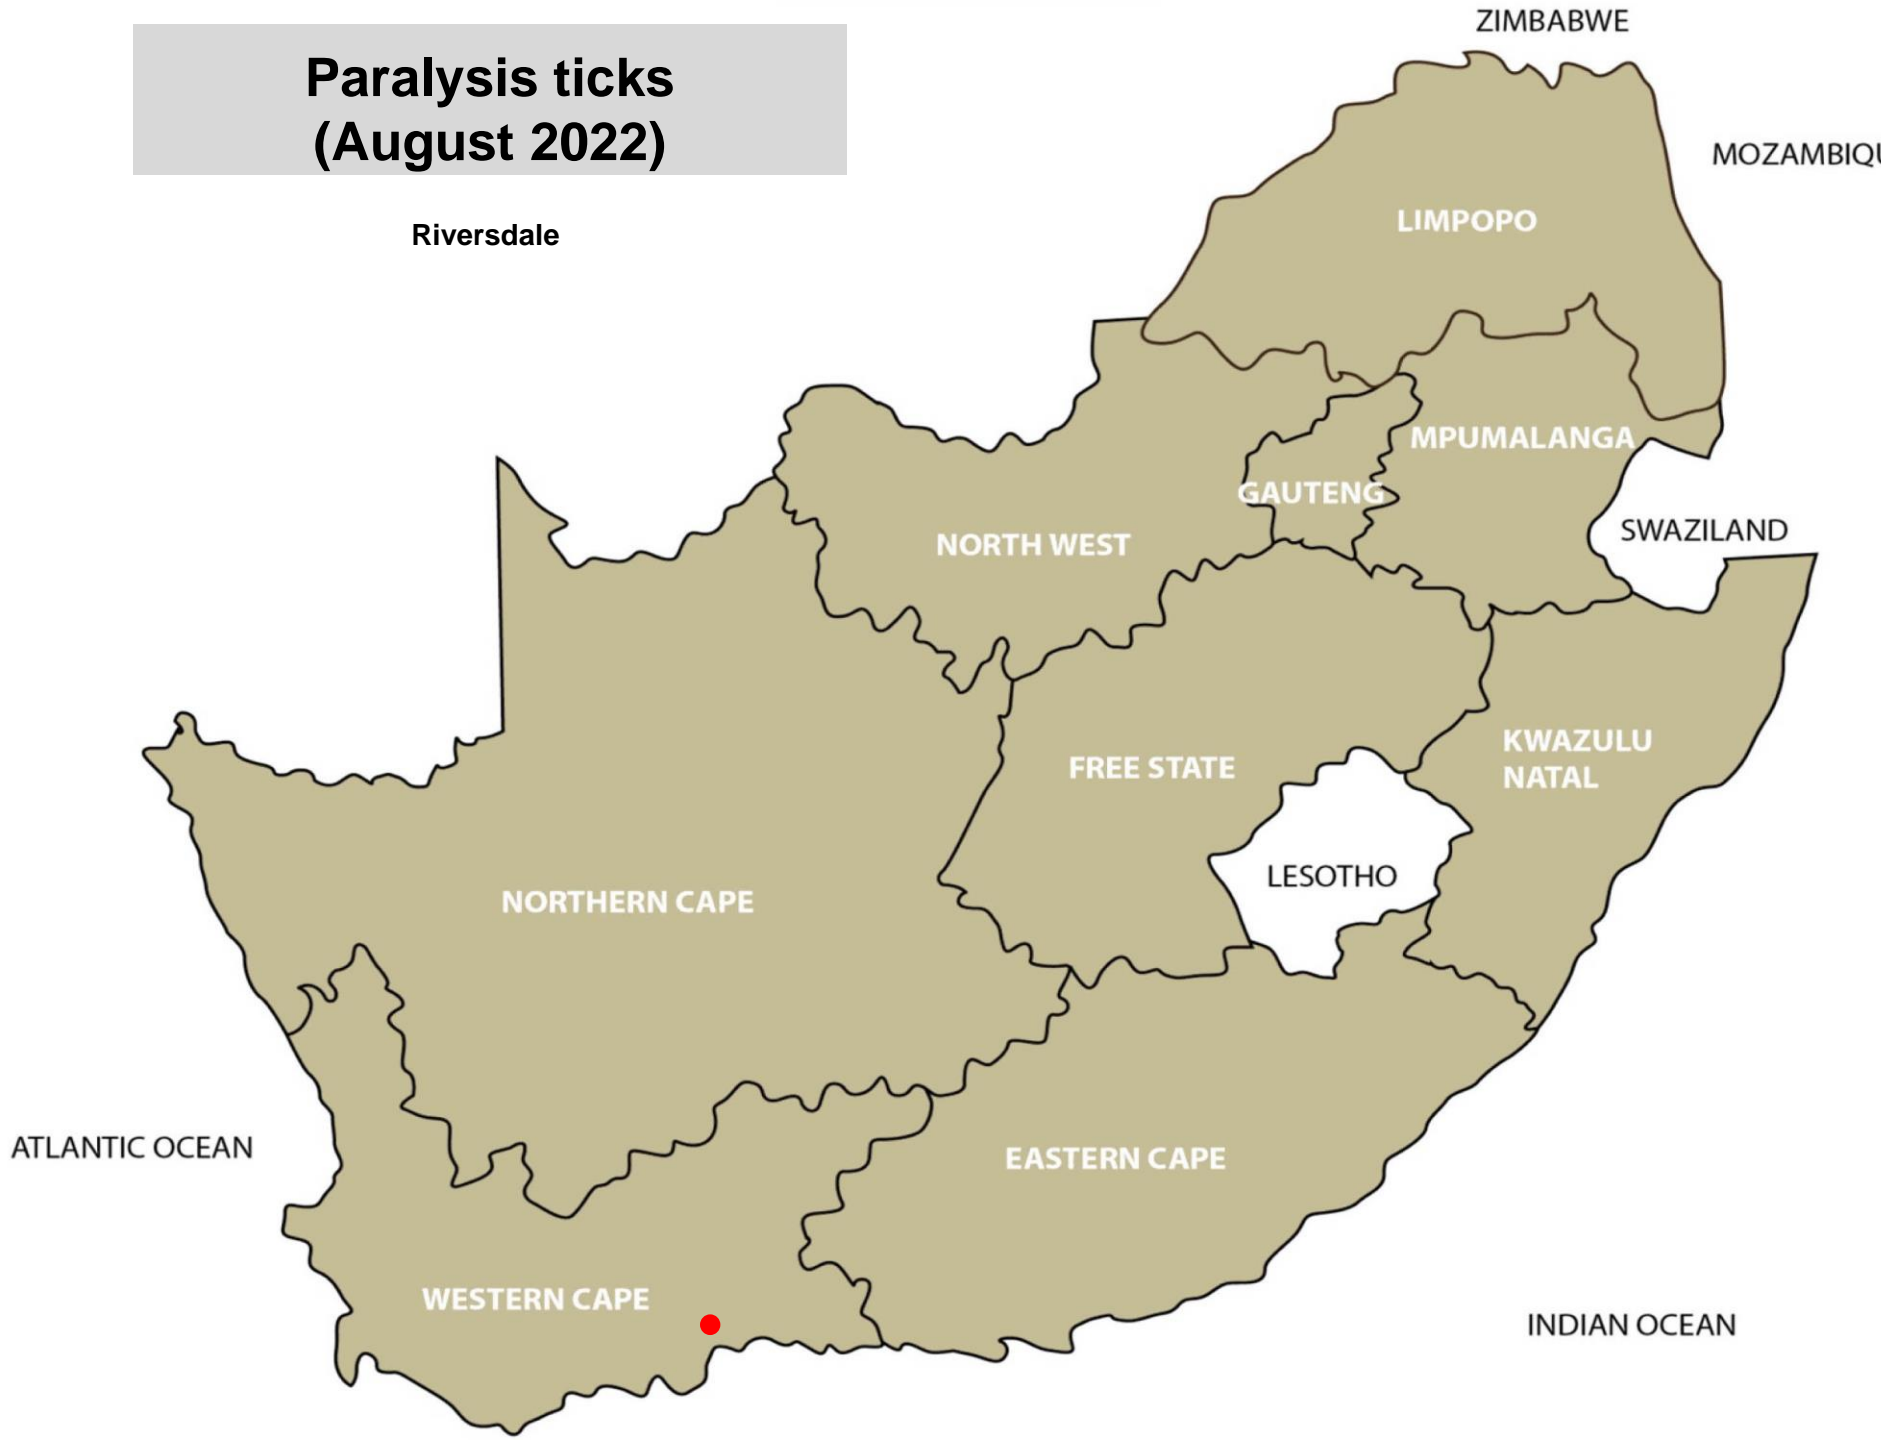 ZIMBABWE
Paralysis ticks
(August 2022)
MOZAMBIQU
Riversdale
LIMPOPO
MPUMALANGA
GAUTENG
SWAZILAND
NORTH WEST
KWAZULU
NATAL
FREE STATE
LESOTHO
NORTHERN CAPE
ATLANTIC OCEAN
EASTERN CAPE
WESTERN CAPE
INDIAN OCEAN